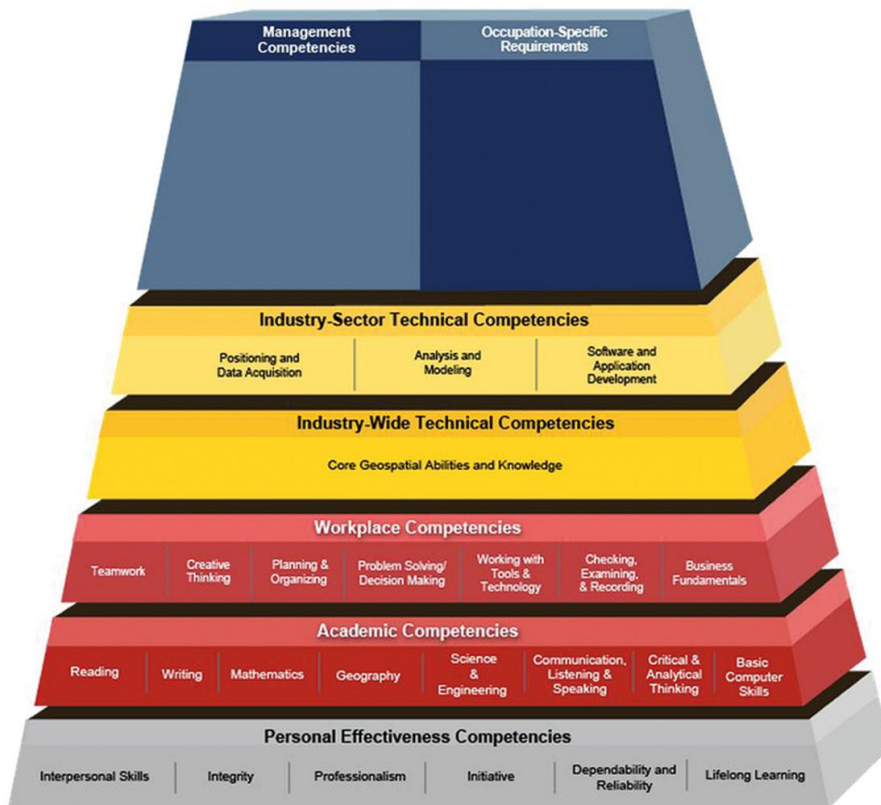 Management
Competencies
Occupation-Specific
Requirements
Industry-Sector Technical Competencies
Positioning and
Data Acquisition
Analysis and
Modeling
Software and
Application
Development
Industry-Wide Technical Competencies
Core Geospatial Abilities and Knowledge
Workplace Competencies
Teamwork
Creative
Thinking
Planning &
Organizing
Problem Solving/
Decision Making
Working with
Tools &
Technology
Checking,
Examining,
& Recording
Business
Fundamentals
Academic Competencies
Reading
Writing
Mathematics
Geography
Science
&
Engineering
Communication,
Listening &
Speaking
Critical &
Analytical
Thinking
Basic
Computer
Skills
Personal Effectiveness Competencies
Interpersonal Skills
Integrity
Professionalism
Initiative
Dependability and
Reliability
Lifelong Learning